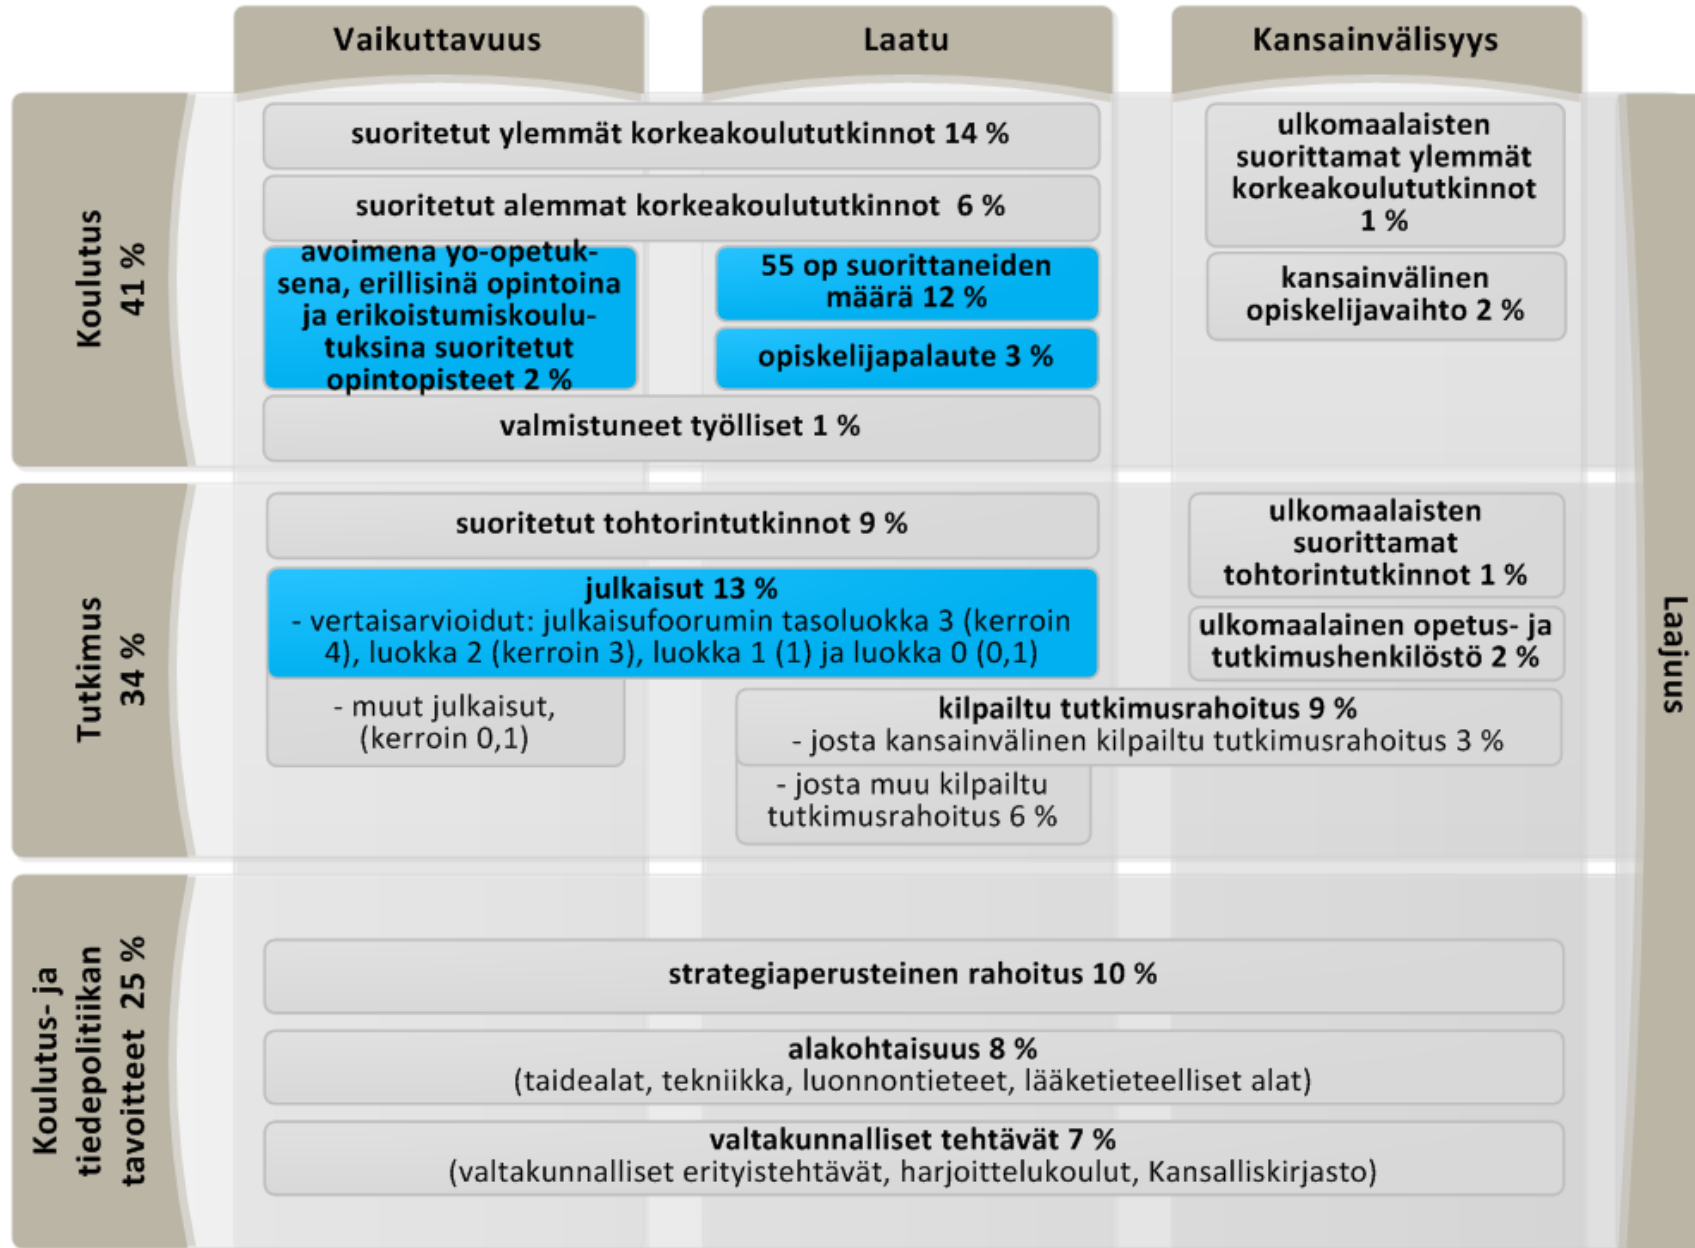 Vaikuttavuus
Laatu
Kansainvälisyys
Koulutus
41 %
suoritetut ylemmät korkeakoulututkinnot 14 %
suoritetut alemmat korkeakoulututkinnot  6 %
avoimena yo-opetuk-
sena, erillisinä opintoina
ja erikoistumiskoulu-
tuksina suoritetut
opintopisteet 2 %
55 op suorittaneiden
määrä 12 %
opiskelijapalaute 3 %
valmistuneet työlliset 1 %
ulkomaalaisten
suorittamat ylemmät
korkeakoulututkinnot
1 %
kansainvälinen
opiskelijavaihto 2 %
Tutkimus
34 %
suoritetut tohtorintutkinnot 9 %
julkaisut 13 %
- vertaisarvioidut: julkaisufoorumin tasoluokka 3 (kerroin
4), luokka 2 (kerroin 3), luokka 1 (1) ja luokka 0 (0,1)
- muut julkaisut,
(kerroin 0,1)
ulkomaalaisten
suorittamat
tohtorintutkinnot 1 %
ulkomaalainen opetus- ja
tutkimushenkilöstö 2 %
kilpailtu tutkimusrahoitus 9 %
- josta kansainvälinen kilpailtu tutkimusrahoitus 3 %
- josta muu kilpailtu
tutkimusrahoitus 6 %
Laajuus
Koulutus- ja
tiedepolitiikan
tavoitteet  25 %
strategiaperusteinen rahoitus 10 %
alakohtaisuus 8 %
(taidealat, tekniikka, luonnontieteet, lääketieteelliset alat)
valtakunnalliset tehtävät 7 %
(valtakunnalliset erityistehtävät, harjoittelukoulut, Kansalliskirjasto)